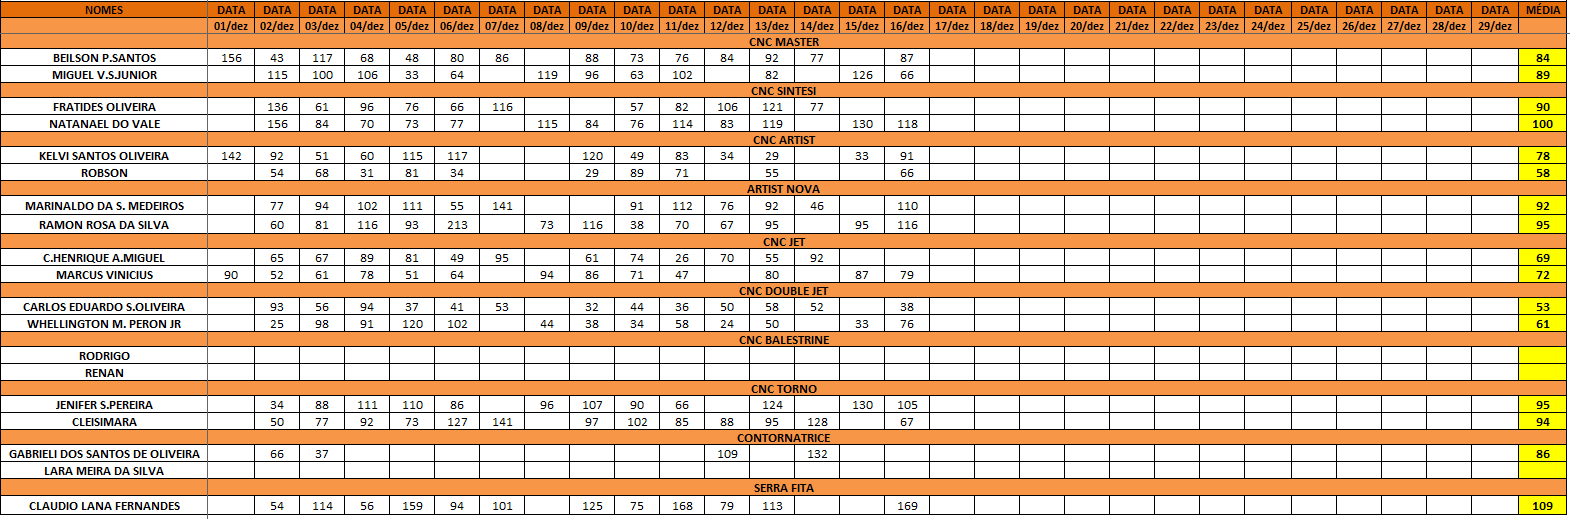 NOMES DATA DATA DATA DATA DATA DATA DATA DATA DATA DATA DATA DATA DATA DATA DATA DATA DATA DATA DATA DATA DATA DATA DATA DATA DATA DATA DATA DATA DATA MÉDIA
01/dez 02/dez 03/dez 04/dez 05/dez 06/dez 07/dez 08/dez 09/dez 10/dez 11/dez 12/dez 13/dez 14/dez 15/dez 16/dez 17/dez 18/dez 19/dez 20/dez 21/dez 22/dez 23/dez 24/dez 25/dez 26/dez 27/dez 28/dez 29/dez
CNC MASTER
BEILSON P.SANTOS 156 43 117 68 48 80 86 88 73 76 84 92 77 87 84
MIGUEL V.S.JUNIOR 115 100 106 33 64 119 96 63 102 82 126 66 89
CNC SINTESI
FRATIDES OLIVEIRA 136 61 96 76 66 116 57 82 106 121 77 90
NATANAEL DO VALE 156 84 70 73 77 115 84 76 114 83 119 130 118 100
CNC ARTIST
KELVI SANTOS OLIVEIRA 142 92 51 60 115 117 120 49 83 34 29 33 91 78
ROBSON 54 68 31 81 34 29 89 71 55 66 58
ARTIST NOVA
MARINALDO DA S. MEDEIROS 77 94 102 111 55 141 91 112 76 92 46 110 92
RAMON ROSA DA SILVA 60 81 116 93 213 73 116 38 70 67 95 95 116 95
CNC JET
C.HENRIQUE A.MIGUEL 65 67 89 81 49 95 61 74 26 70 55 92 69
MARCUS VINICIUS 90 52 61 78 51 64 94 86 71 47 80 87 79 72
CNC DOUBLE JET
CARLOS EDUARDO S.OLIVEIRA 93 56 94 37 41 53 32 44 36 50 58 52 38 53
WHELLINGTON M. PERON JR 25 98 91 120 102 44 38 34 58 24 50 33 76 61
CNC BALESTRINE
RODRIGO
RENAN
CNC TORNO
JENIFER S.PEREIRA 34 88 111 110 86 96 107 90 66 124 130 105 95
CLEISIMARA 50 77 92 73 127 141 97 102 85 88 95 128 67 94
CONTORNATRICE
GABRIELI DOS SANTOS DE OLIVEIRA 66 37 109 132 86
LARA MEIRA DA SILVA
SERRA FITA
CLAUDIO LANA FERNANDES 54 114 56 159 94 101 125 75 168 79 113 169 109